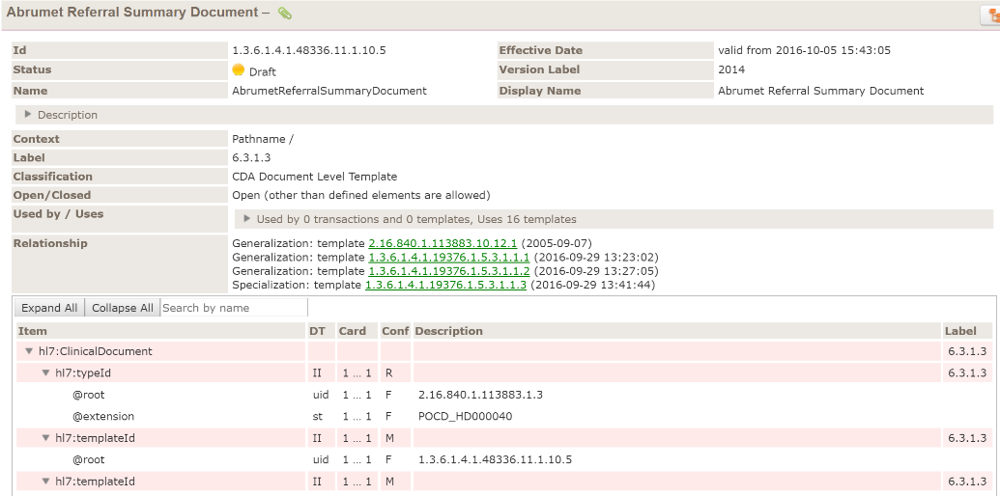 Abrumet Referral Summary Document –
Id 1.3.6.1.4.1.48336.11.1.10.5 Effective Date valid from 2016-10-05 15:43:05
Status Draft Version Label 2014
Name AbrumetReferralSummaryDocument Display Name Abrumet Referral Summary Document
Description
Context Pathname /
Label 6.3.1.3
Classification CDA Document Level Template
Open/Closed Open (other than defined elements are allowed)
Used by / Uses Used by 0 transactions and 0 templates, Uses 16 templates
Relationship Generalization: template 2.16.840.1.113883.10.12.1 (2005-09-07)
Generalization: template 1.3.6.1.4.1.19376.1.5.3.1.1.1 (2016-09-29 13:23:02)
Generalization: template 1.3.6.1.4.1.19376.1.5.3.1.1.2 (2016-09-29 13:27:05)
Specialization: template 1.3.6.1.4.1.19376.1.5.3.1.1.3 (2016-09-29 13:41:44)
Expand All Collapse All Search by name
Item DT Card Conf Description Label
hl7:ClinicalDocument 6.3.1.3
hl7:typeId II 1 ... 1 R 6.3.1.3
@root uid 1 ... 1 F 2.16.840.1.113883.1.3
@extension st 1 ... 1 F POCD_HD000040
hl7:templateId II 1 ... 1 M 6.3.1.3
@root uid 1 ... 1 F 1.3.6.1.4.1.48336.11.1.10.5
hl7:templateId II 1 ... 1 M 6.3.1.3